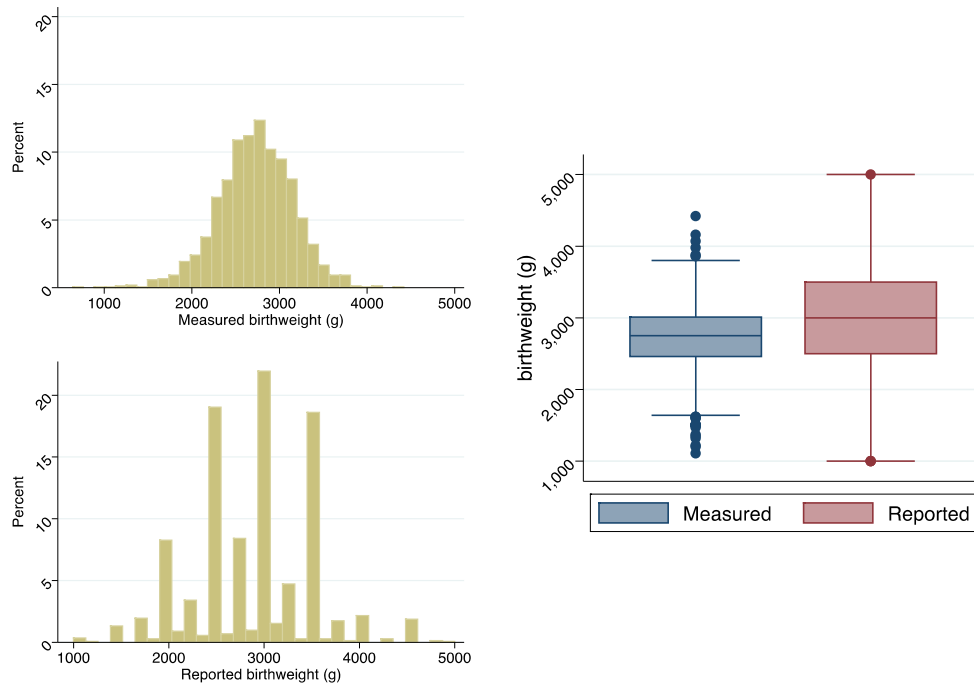 20
15
10
5
0
Percent
1000 2000 3000 4000 5000
Measured birthweight (g)
20
15
10
5
0
Percent
1000 2000 3000 4000 5000
Reported birthweight (g)
5,000
4,000
3,000
2,000
1,000
birthweight (g)
Measured Reported